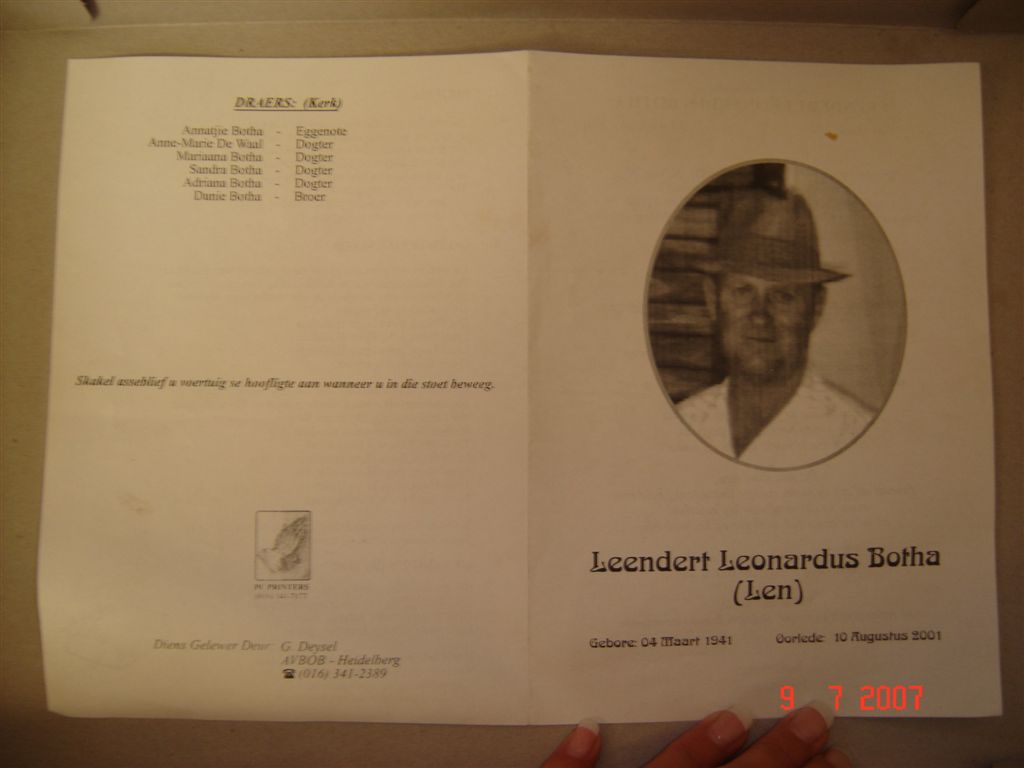 DRAERS: (Kerk)
Annatjie Botha - Eggenote
Anne-Marie De Waal - Dogter
Mariaana Botha - Dogter
Sandra Botha - Dogter
Adriana Botha - Dogter
Danie Botha - Broer
Skakel asseblief u voertuig se hoofligte aan wanneer u in die stoet beweeg.
PC PRINTERS
Diens Gelewer Deur: G. Deysel
AVBOB - Heidelberg
☎ (016) 341-2389
Leendert Leonardus Botha
(Len)
Gebore: 04 Maart 1941 Oorlede: 10 Augustus 2001
9 7 2007